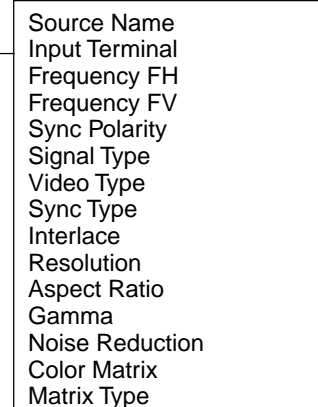 Source Name
Input Terminal
Frequency FH
Frequency FV
Sync Polarity
Signal Type
Video Type
Sync Type
Interlace
Resolution
Aspect Ratio
Gamma
Noise Reduction
Color Matrix
Matrix Type